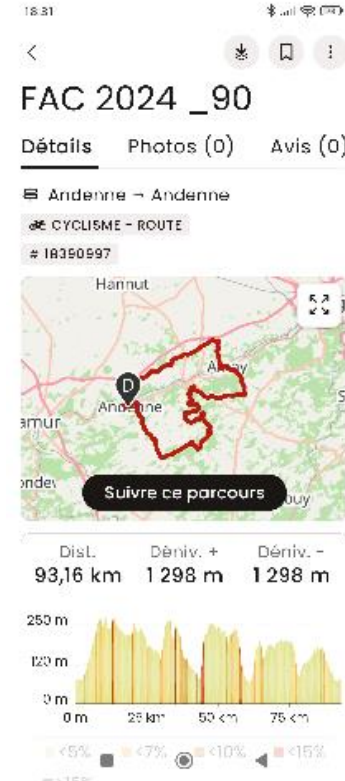 18:31
FAC 2024 _90
Détails Photos (0) Avis (0)
Andenne → Andenne
CYCLISME - ROUTE
# 18390997
Hannut
D
Andenne
Suivre ce parcours
Dist. Déniv. + Déniv. -
93,16 km 1 298 m 1 298 m
250 m
120 m
0 m
0 m 25 km 50 km 75 km
<5% <7% <10% <15%